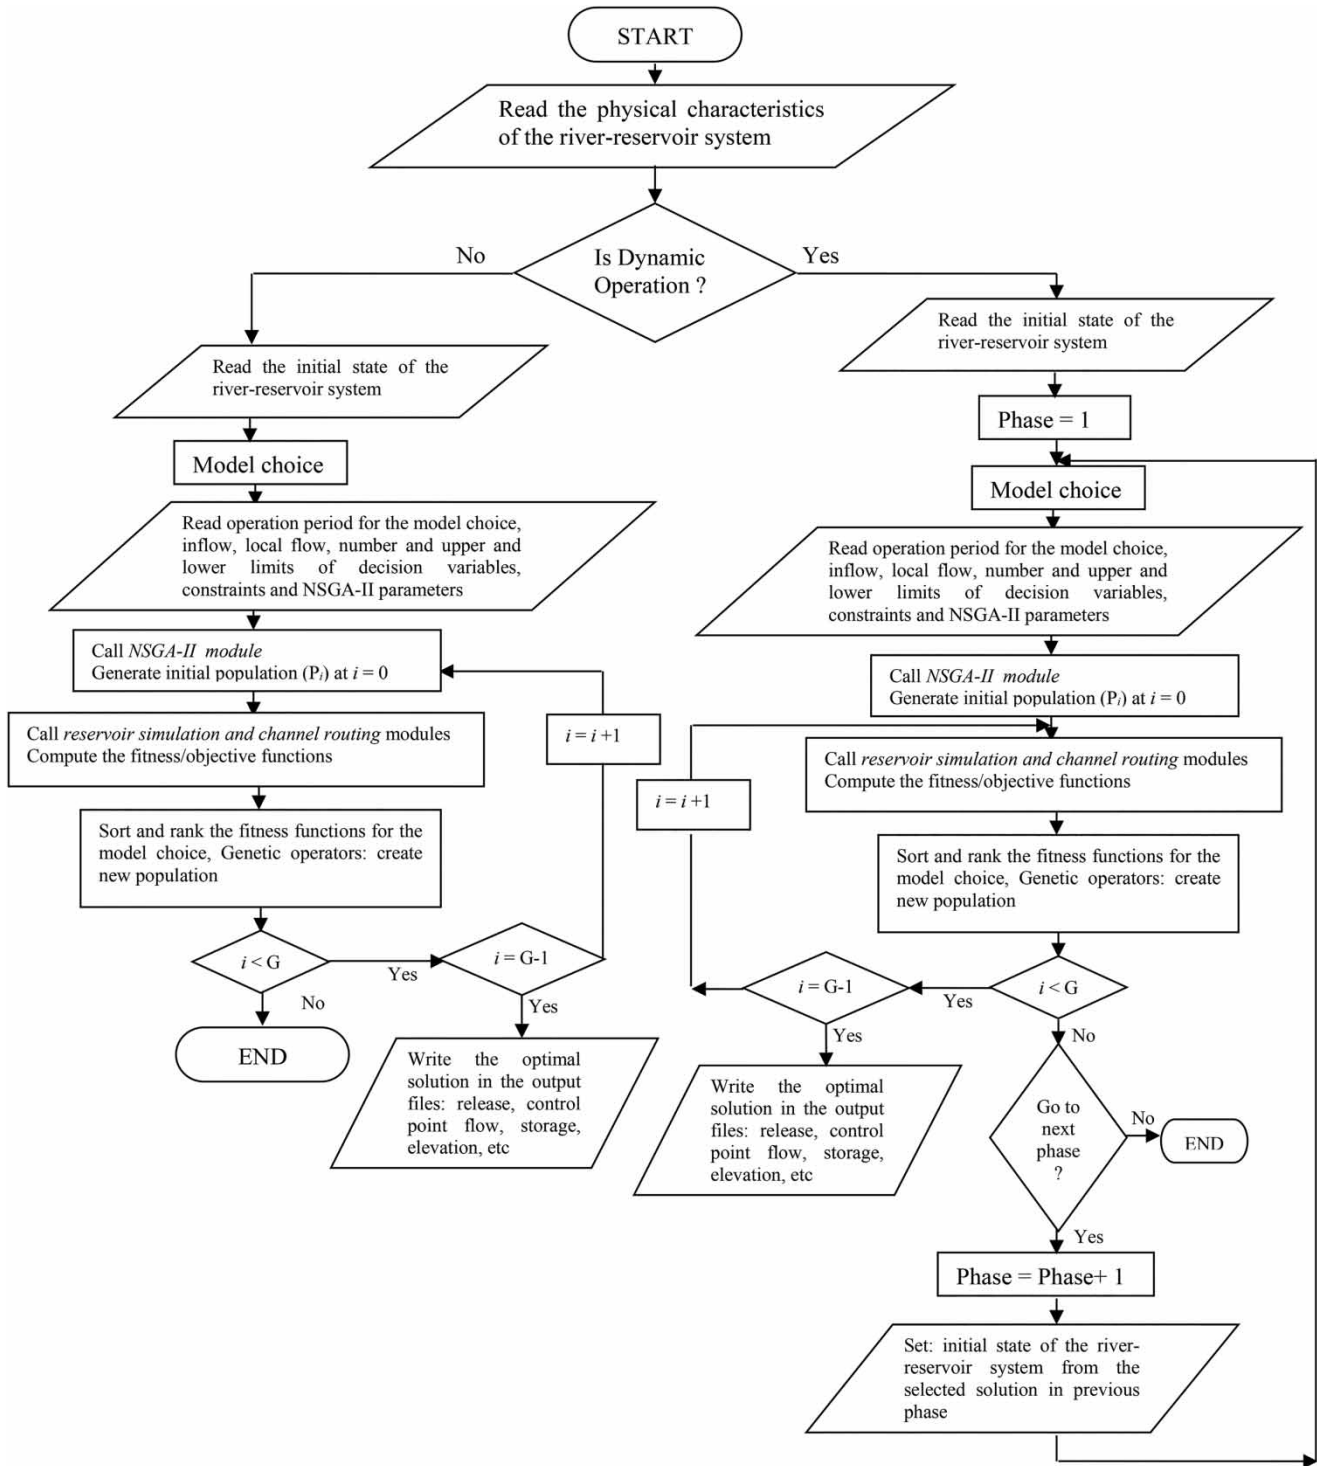 START
Read the physical characteristics
of the river-reservoir system
Is Dynamic
Operation ?
No
Yes
Read the initial state of the
river-reservoir system
Model choice
Read operation period for the model choice,
inflow, local flow, number and upper and
lower limits of decision variables,
constraints and NSGA-II parameters
Call NSGA-II module
Generate initial population (Pi) at i = 0
Call reservoir simulation and channel routing modules
Compute the fitness/objective functions
i = i +1
Sort and rank the fitness functions for the
model choice, Genetic operators: create
new population
i < G
Yes
i = G-1
No
Yes
END
Write the optimal
solution in the output
files: release, control
point flow, storage,
elevation, etc
Read the initial state of the
river-reservoir system
Phase = 1
Model choice
Read operation period for the model choice,
inflow, local flow, number and upper and
lower limits of decision variables,
constraints and NSGA-II parameters
Call NSGA-II module
Generate initial population (Pi) at i = 0
Call reservoir simulation and channel routing modules
Compute the fitness/objective functions
i = i +1
Sort and rank the fitness functions for the
model choice, Genetic operators: create
new population
i < G
Yes
i = G-1
Yes
No
Write the optimal
solution in the output
files: release, control
point flow, storage,
elevation, etc
Go to
next
phase
?
No
END
Yes
Phase = Phase+ 1
Set: initial state of the river-
reservoir system from the
selected solution in previous
phase